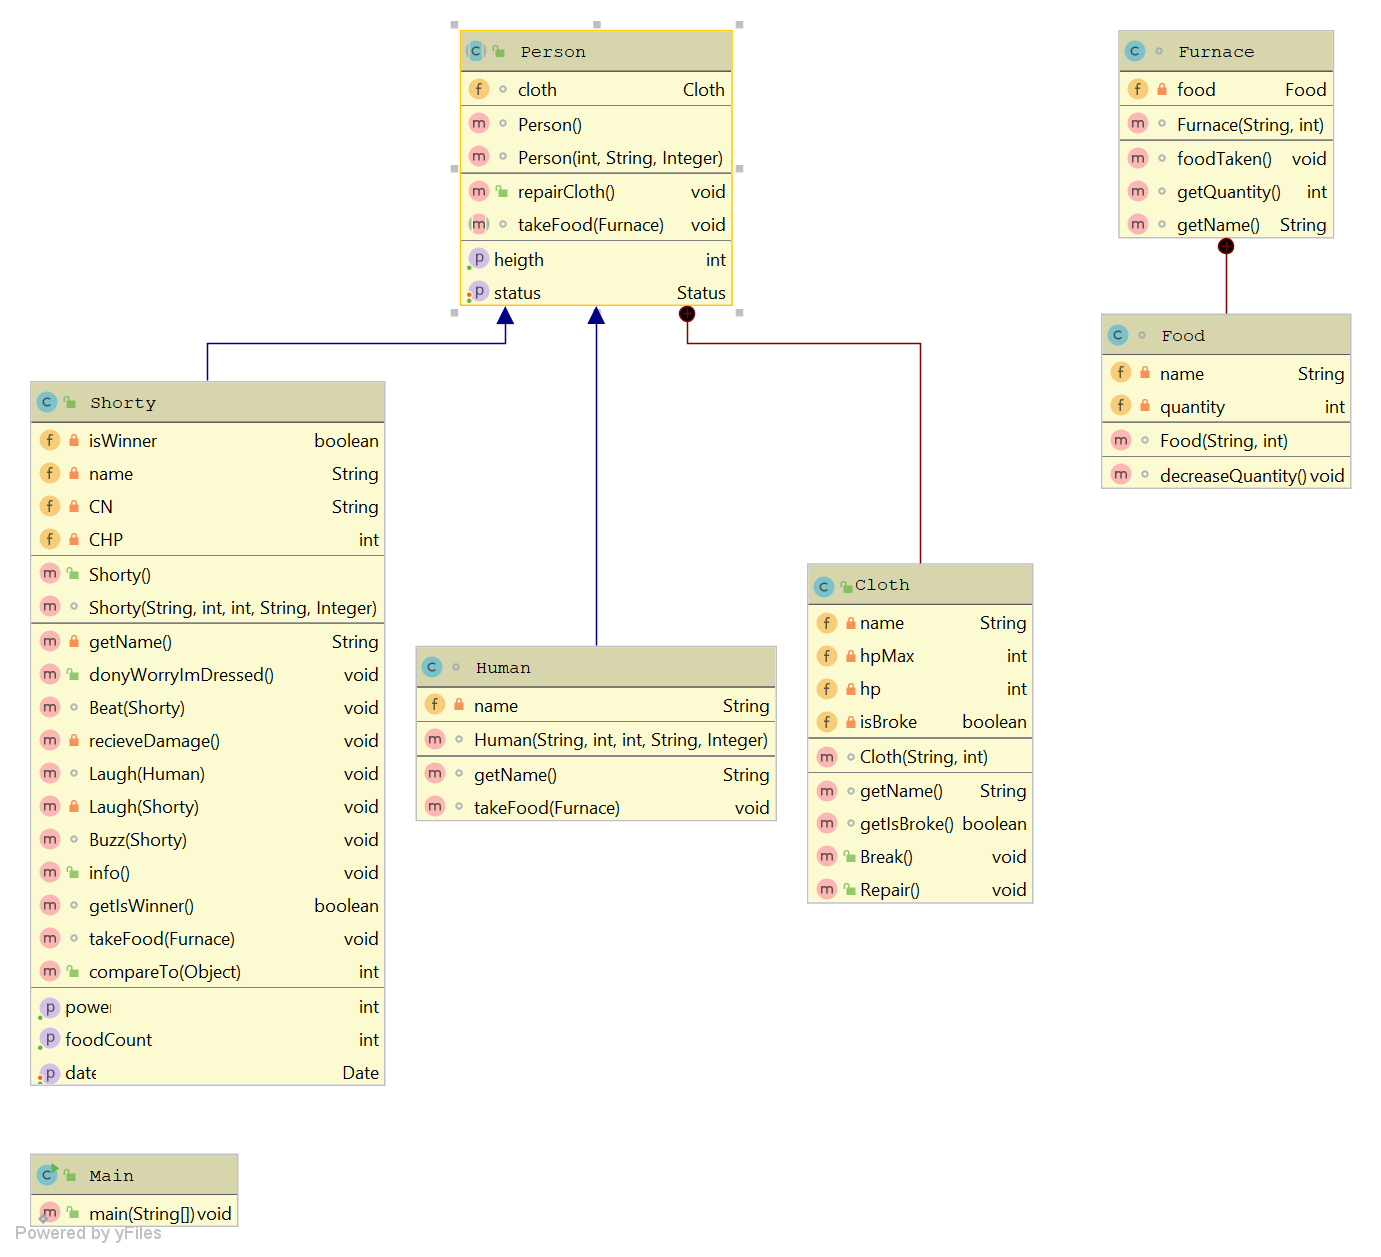 Person
cloth Cloth
Person()
Person(int, String, Integer)
repairCloth() void
takeFood(Furnace) void
heigth int
status Status
Furnace
food Food
Furnace(String, int)
foodTaken() void
getQuantity() int
getName() String
Food
name String
quantity int
Food(String, int)
decreaseQuantity() void
Shorty
isWinner boolean
name String
CN String
CHP int
Shorty()
Shorty(String, int, int, String, Integer)
getName() String
donyWorryImDressed() void
Beat(Shorty) void
recieveDamage() void
Laugh(Human) void
Laugh(Shorty) void
Buzz(Shorty) void
info() void
getIsWinner() boolean
takeFood(Furnace) void
compareTo(Object) int
power int
foodCount int
date Date
Human
name String
Human(String, int, int, String, Integer)
getName() String
takeFood(Furnace) void
Cloth
name String
hpMax int
hp int
isBroke boolean
Cloth(String, int)
getName() String
getIsBroke() boolean
Break() void
Repair() void
Main
main(String[]) void
Powered by yFiles